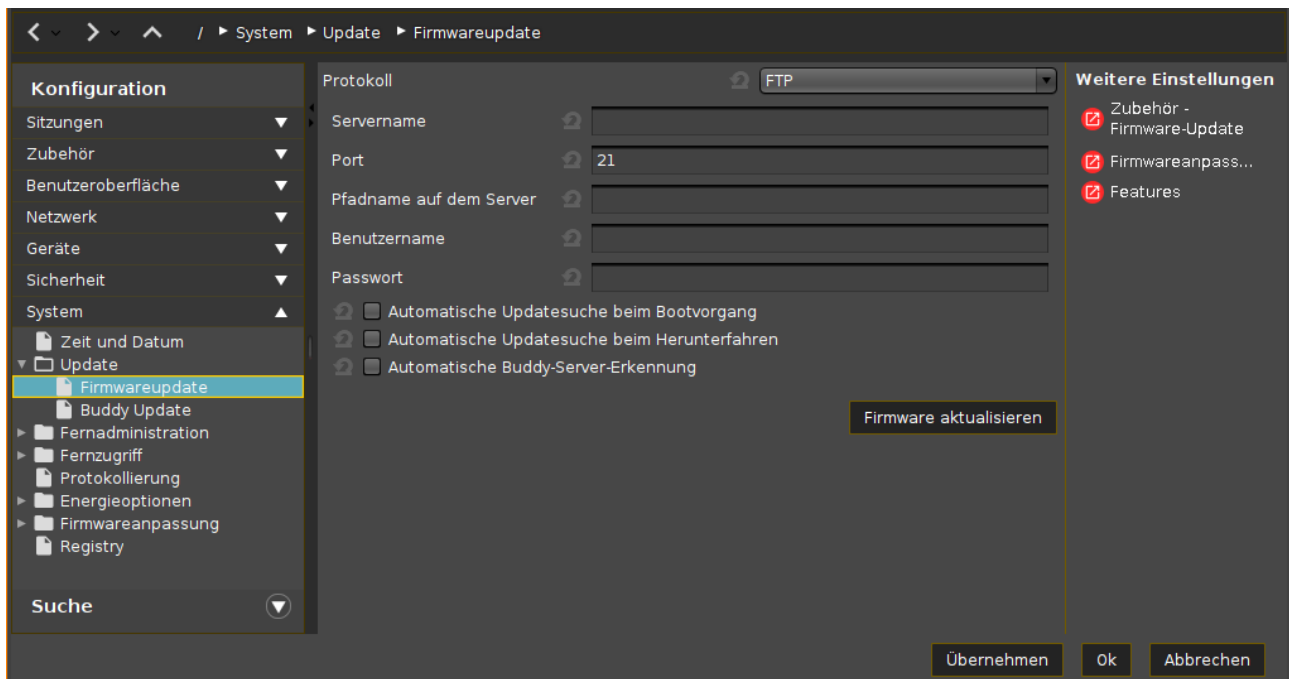 / System Update Firmwareupdate
Konfiguration
Sitzungen
Zubehör
Benutzeroberfläche
Netzwerk
Geräte
Sicherheit
System
Zeit und Datum
Update
Firmwareupdate
Buddy Update
Fernadministration
Fernzugriff
Protokollierung
Energieoptionen
Firmwareanpassung
Registry
Suche
Protokoll FTP
Servername
Port 21
Pfadname auf dem Server
Benutzername
Passwort
Automatische Updatesuche beim Bootvorgang
Automatische Updatesuche beim Herunterfahren
Automatische Buddy-Server-Erkennung
Firmware aktualisieren
Weitere Einstellungen
Zubehör -
Firmware-Update
Firmwareanpass...
Features
Übernehmen Ok Abbrechen